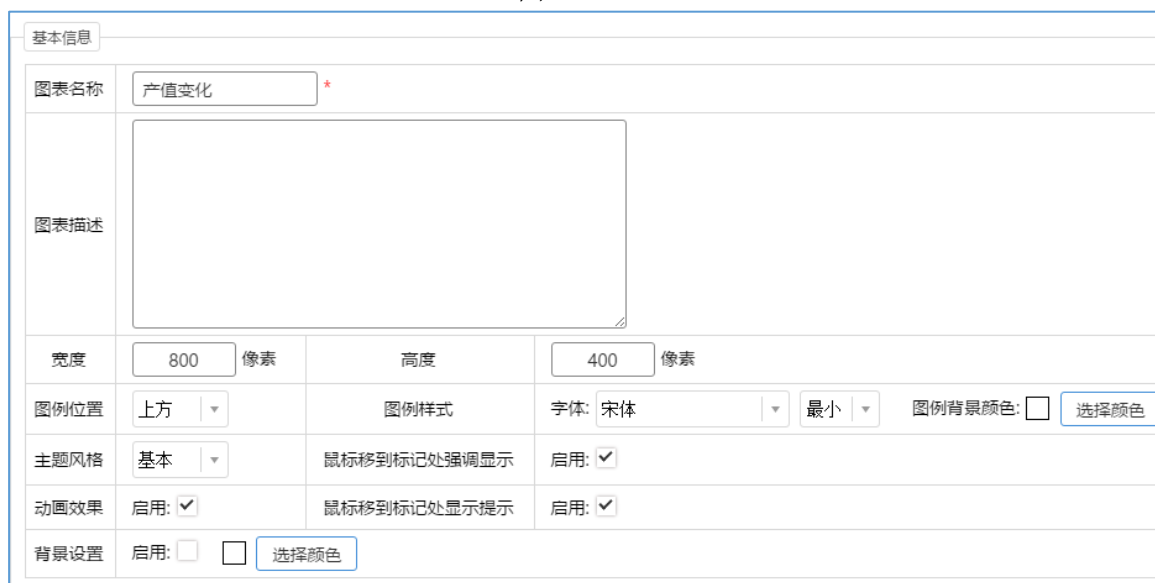 基本信息
图表名称 产值变化 *
图表描述
宽度 800 像素 高度 400 像素
图例位置 上方 图例样式 字体: 宋体 最小 图例背景颜色: 选择颜色
主题风格 基本 鼠标移到标记处强调显示 启用:
动画效果 启用: 鼠标移到标记处显示提示 启用:
背景设置 启用: 选择颜色